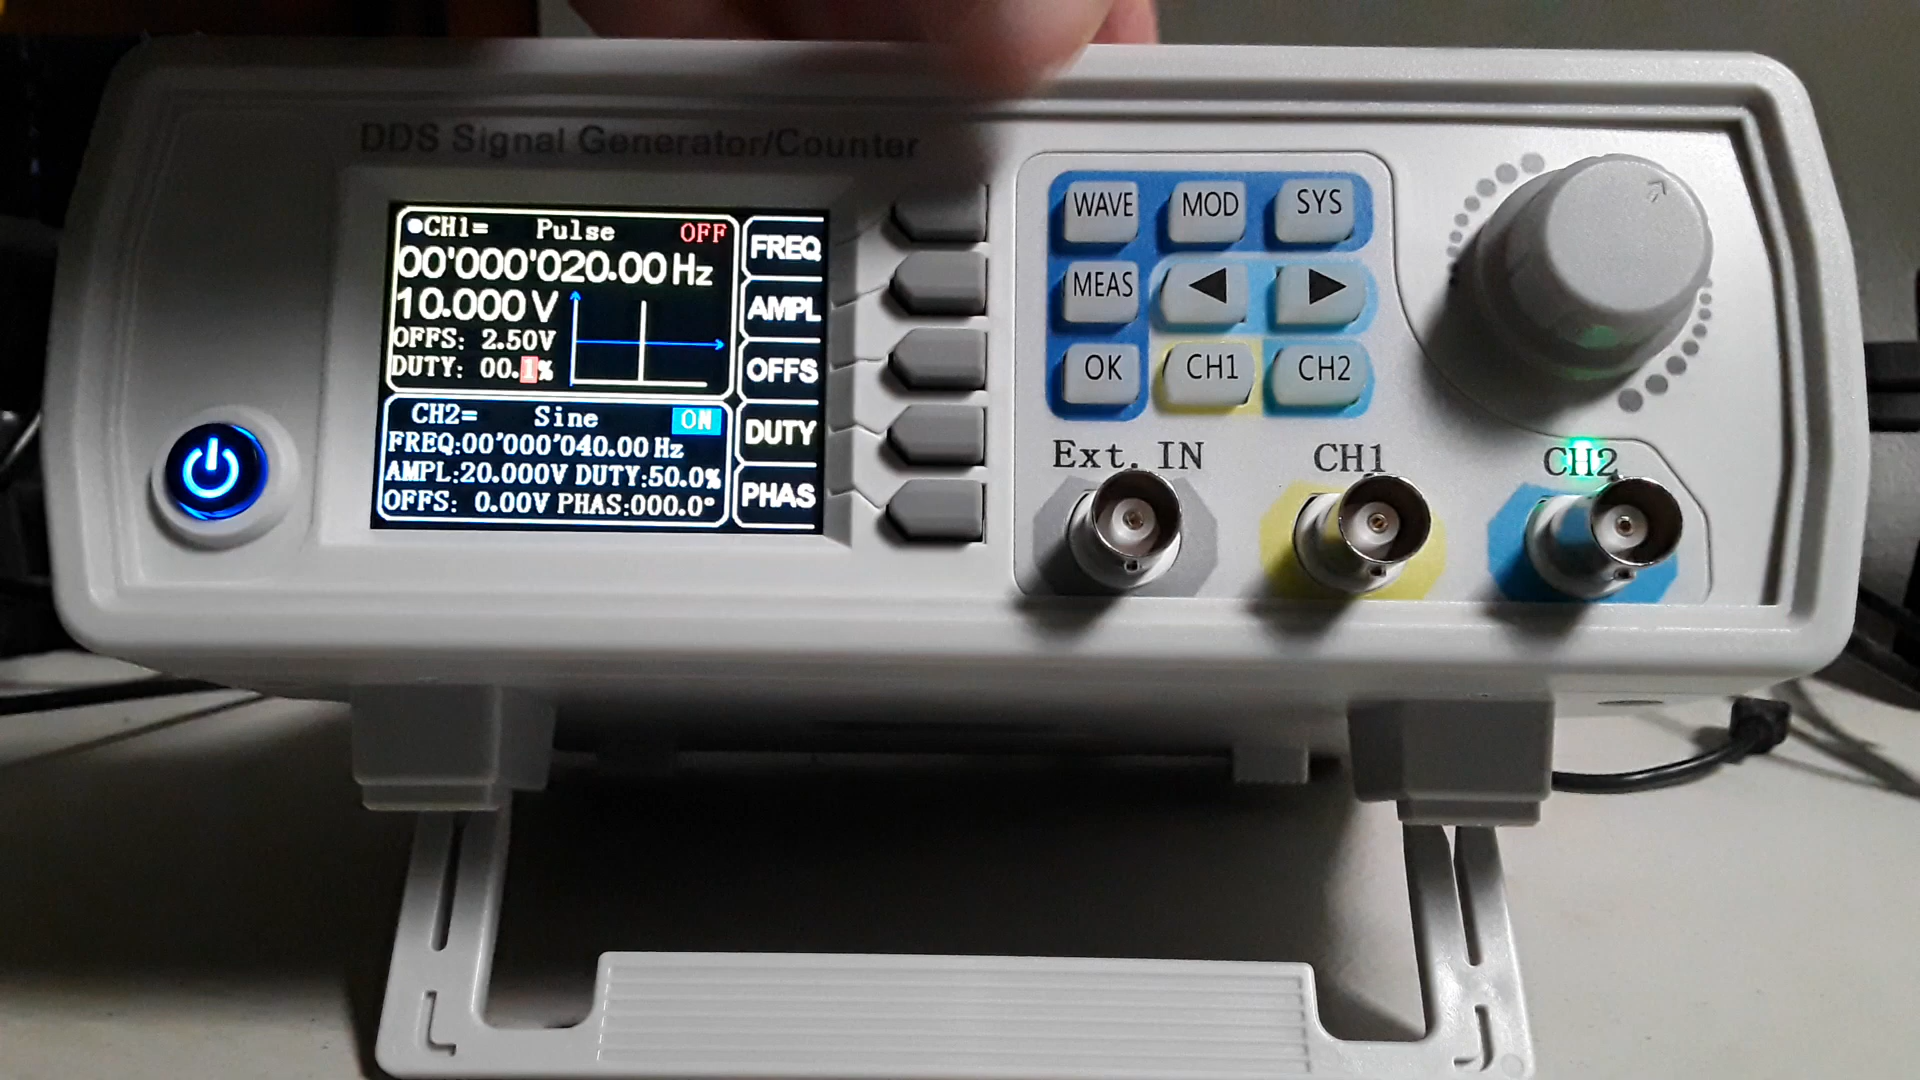 DDS Signal Generator/Counter
CH1= Pulse OFF
00'000'020.00 Hz
10.000 V
OFFS: 2.50V
DUTY: 00.1%
CH2= Sine ON
FREQ:00'000'040.00 Hz
AMPL:20.000V DUTY:50.0%
OFFS: 0.00V PHAS:000.0°
FREQ
AMPL
OFFS
DUTY
PHAS
WAVE MOD SYS
MEAS ◀ ▶
OK CH1 CH2
Ext. IN CH1 CH2